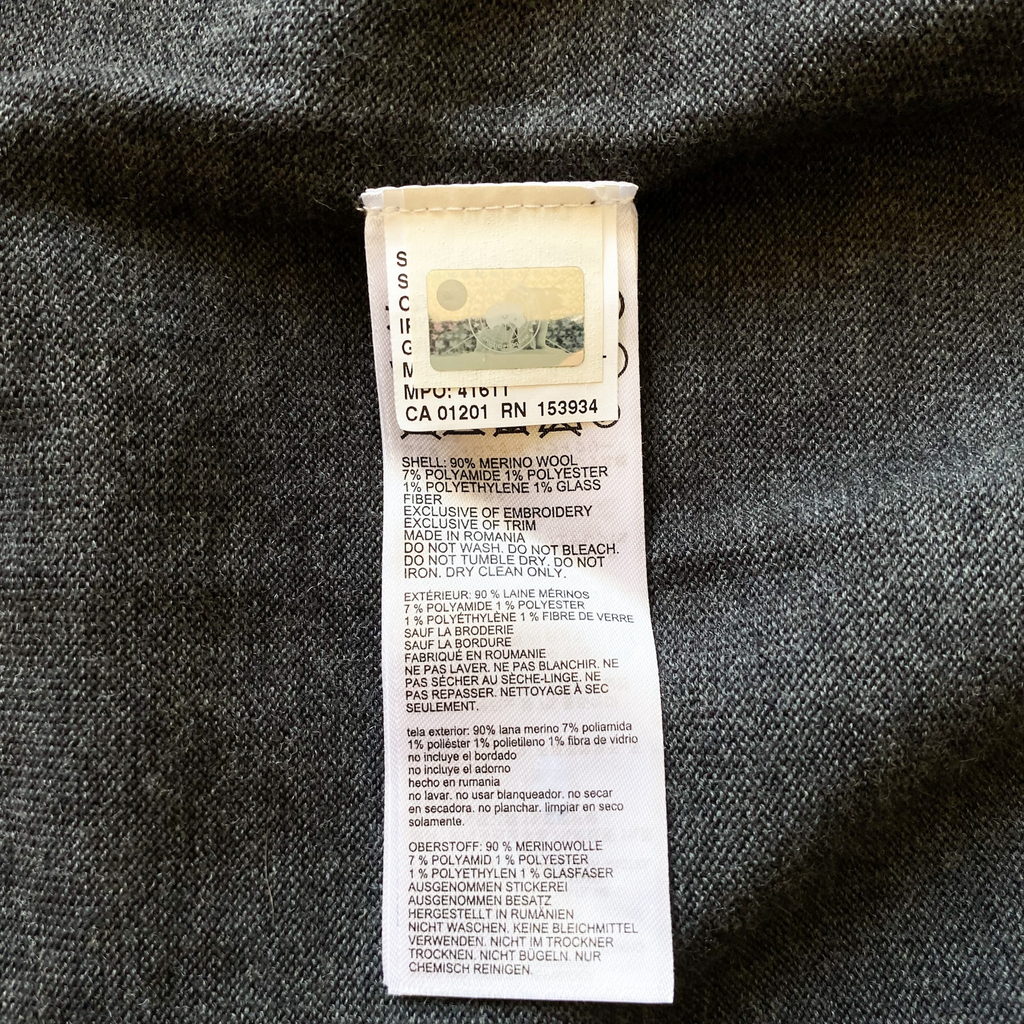 S
S
C
G
M
MPO: 41611
CA 01201 RN 153934
SHELL: 90% MERINO WOOL
7% POLYAMIDE 1% POLYESTER
1% POLYETHYLENE 1% GLASS
FIBER
EXCLUSIVE OF EMBROIDERY
EXCLUSIVE OF TRIM
MADE IN ROMANIA
DO NOT WASH. DO NOT BLEACH.
DO NOT TUMBLE DRY. DO NOT
IRON. DRY CLEAN ONLY.
EXTÉRIEUR: 90 % LAINE MÉRINOS
7 % POLYAMIDE 1 % POLYESTER
1 % POLYÉTHYLÈNE 1 % FIBRE DE VERRE
SAUF LA BRODERIE
SAUF LA BORDURE
FABRIQUÉ EN ROUMANIE
NE PAS LAVER. NE PAS BLANCHIR. NE
PAS SÉCHER AU SÈCHE-LINGE. NE
PAS REPASSER. NETTOYAGE À SEC
SEULEMENT.
tela exterior: 90% lana merino 7% poliamida
1% poliéster 1% polietileno 1% fibra de vidrio
no incluye el bordado
no incluye el adorno
hecho en rumania
no lavar. no usar blanqueador. no secar
en secadora. no planchar. limpiar en seco
solamente.
OBERSTOFF: 90 % MERINOWOLLE
7 % POLYAMID 1 % POLYESTER
1 % POLYETHYLEN 1 % GLASFASER
AUSGENOMMEN STICKEREI
AUSGENOMMEN BESATZ
HERGESTELLT IN RUMÄNIEN
NICHT WASCHEN. KEINE BLEICHMITTEL
VERWENDEN. NICHT IM TROCKNER
TROCKNEN. NICHT BÜGELN. NUR
CHEMISCH REINIGEN.